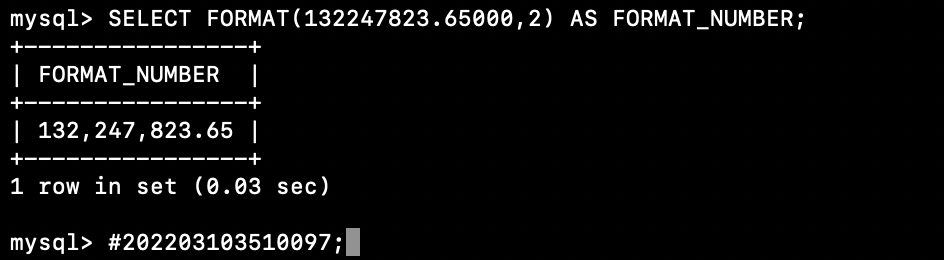 mysql> SELECT FORMAT(132247823.65000,2) AS FORMAT_NUMBER;
+----------------+
| FORMAT_NUMBER  |
+----------------+
| 132,247,823.65 |
+----------------+
1 row in set (0.03 sec)
mysql> #202203103510097;